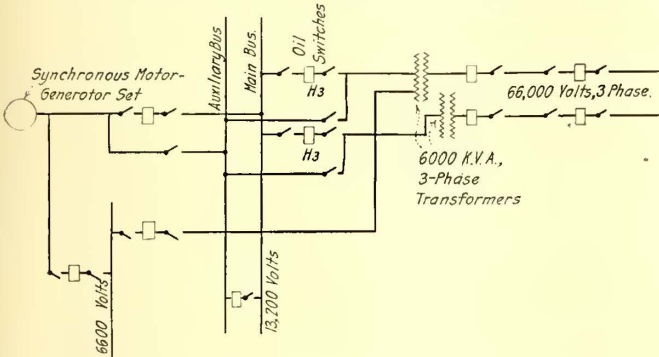 Synchronous Motor-
Generator Set
Auxiliary Bus
Main Bus.
Oil
Switches
H3
H3
66,000 Volts, 3 Phase.
6000 K.V.A.,
3-Phase
Transformers
6600 Volts
13,200 Volts